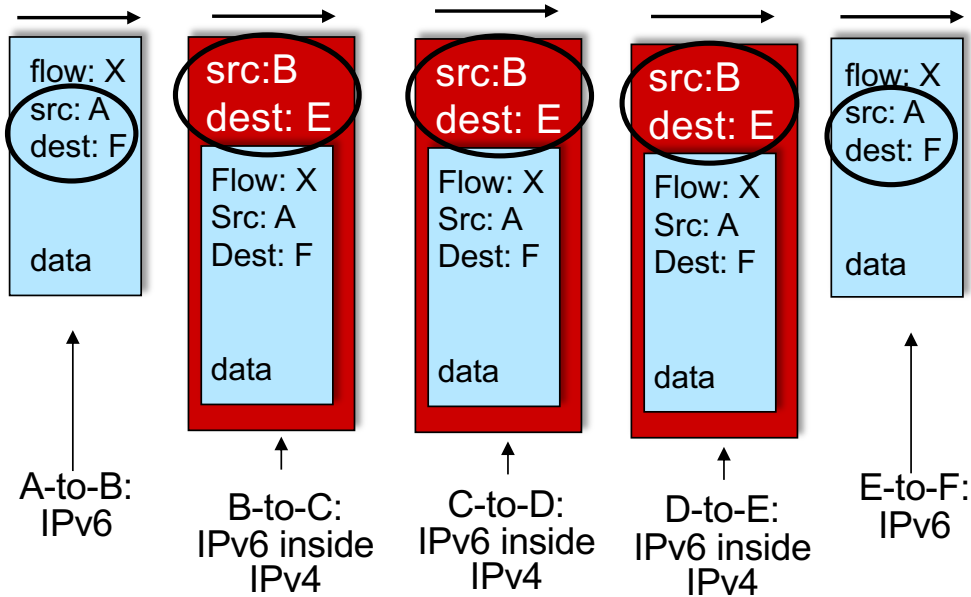 flow: X
src: A
dest: F
data
src:B
dest: E
Flow: X
Src: A
Dest: F
data
src:B
dest: E
Flow: X
Src: A
Dest: F
data
src:B
dest: E
Flow: X
Src: A
Dest: F
data
flow: X
src: A
dest: F
data
A-to-B:
IPv6
B-to-C:
IPv6 inside
IPv4
C-to-D:
IPv6 inside
IPv4
D-to-E:
IPv6 inside
IPv4
E-to-F:
IPv6